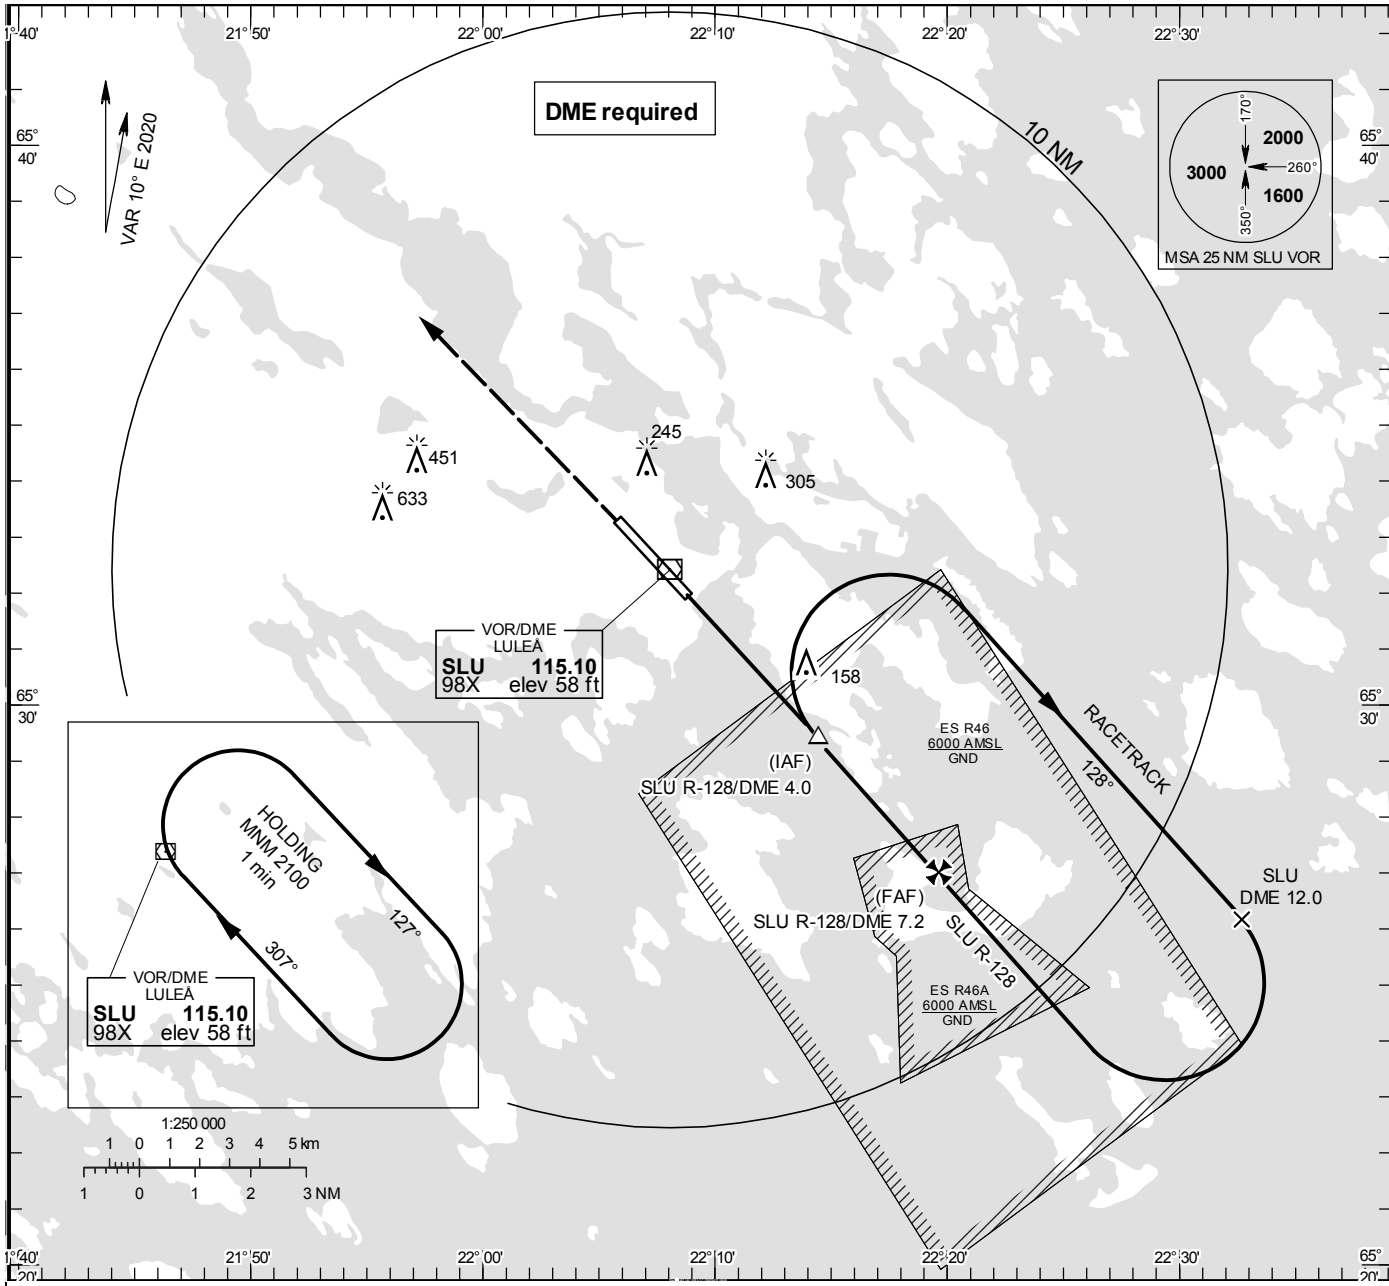 1°40'
21°50'
22°00'
22°10'
22°20'
22°30'
65°
40'
65°
40'
VAR 10° E 2020
DME required
10 NM
170°
2000
3000
260°
1600
350°
MSA 25 NM SLU VOR
245
451
305
633
VOR/DME
LULEÅ
SLU 115.10
98X elev 58 ft
158
65°
30'
65°
30'
ES R46
6000 AMSL
GND
RACETRACK
128°
(IAF)
SLU R-128/DME 4.0
HOLDING
MNM 2100
1 min
127°
307°
SLU
DME 12.0
(FAF)
SLU R-128/DME 7.2
SLU R-128
VOR/DME
LULEÅ
SLU 115.10
98X elev 58 ft
ES R46A
6000 AMSL
GND
1:250 000
1 0 1 2 3 4 5 km
1 0 1 2 3 NM
21°50'
22°00'
22°10'
22°20'
22°30'
65°
20'